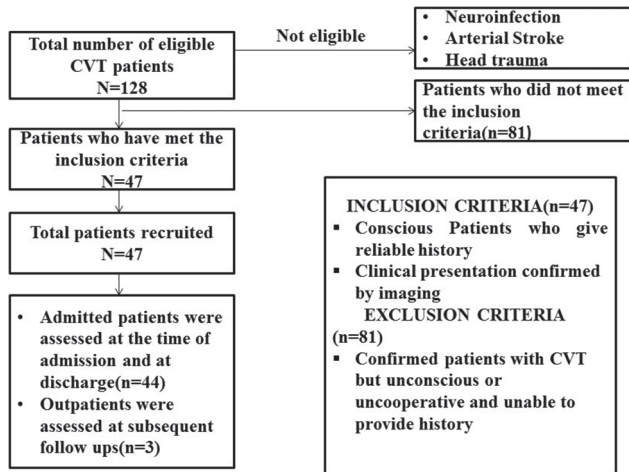 Total number of eligible
CVT patients
N=128
Not eligible
• Neuroinfection
• Arterial Stroke
• Head trauma
Patients who did not meet
the inclusion
criteria(n=81)
Patients who have met the
inclusion criteria
N=47
Total patients recruited
N=47
• Admitted patients were
assessed at the time of
admission and at
discharge(n=44)
• Outpatients were
assessed at subsequent
follow ups(n=3)
INCLUSION CRITERIA(n=47)
▪ Conscious Patients who give
reliable history
▪ Clinical presentation confirmed
by imaging
EXCLUSION CRITERIA
(n=81)
▪ Confirmed patients with CVT
but unconscious or
uncooperative and unable to
provide history